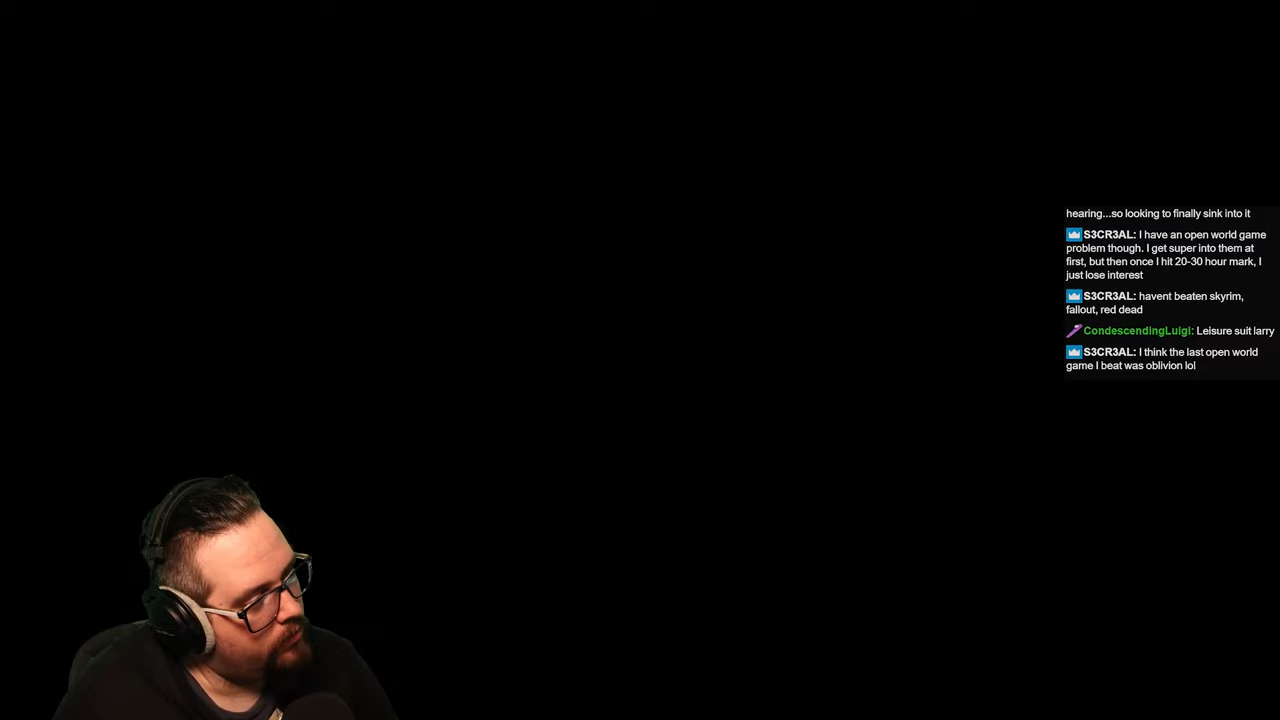 hearing...so looking to finally sink into it
S3CR3AL: I have an open world game
problem though. I get super into them at
first, but then once I hit 20-30 hour mark, I
just lose interest
S3CR3AL: havent beaten skyrim,
fallout, red dead
CondescendingLuigi: Leisure suit larry
S3CR3AL: I think the last open world
game I beat was oblivion lol